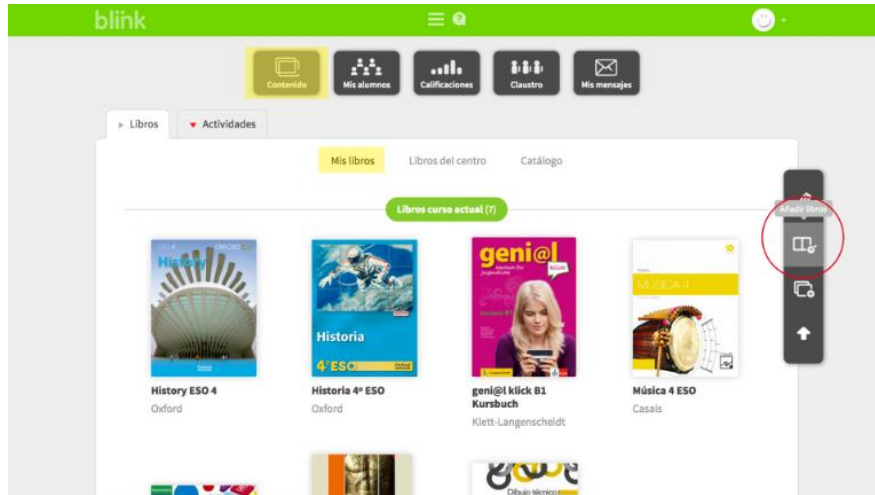 blink
Contenido
Mis alumnos
Calificaciones
Claustro
Mis mensajes
Libros
Actividades
Mis libros
Libros del centro
Catálogo
Libros curso actual (7)
Añadir libros
History
Historia
4º ESO
Oxford
geni@l
klick
MÚSICA 4
History ESO 4
Oxford
Historia 4º ESO
Oxford
geni@l klick B1
Kursbuch
Klett-Langenscheidt
Música 4 ESO
Casals
Dibujo técnico